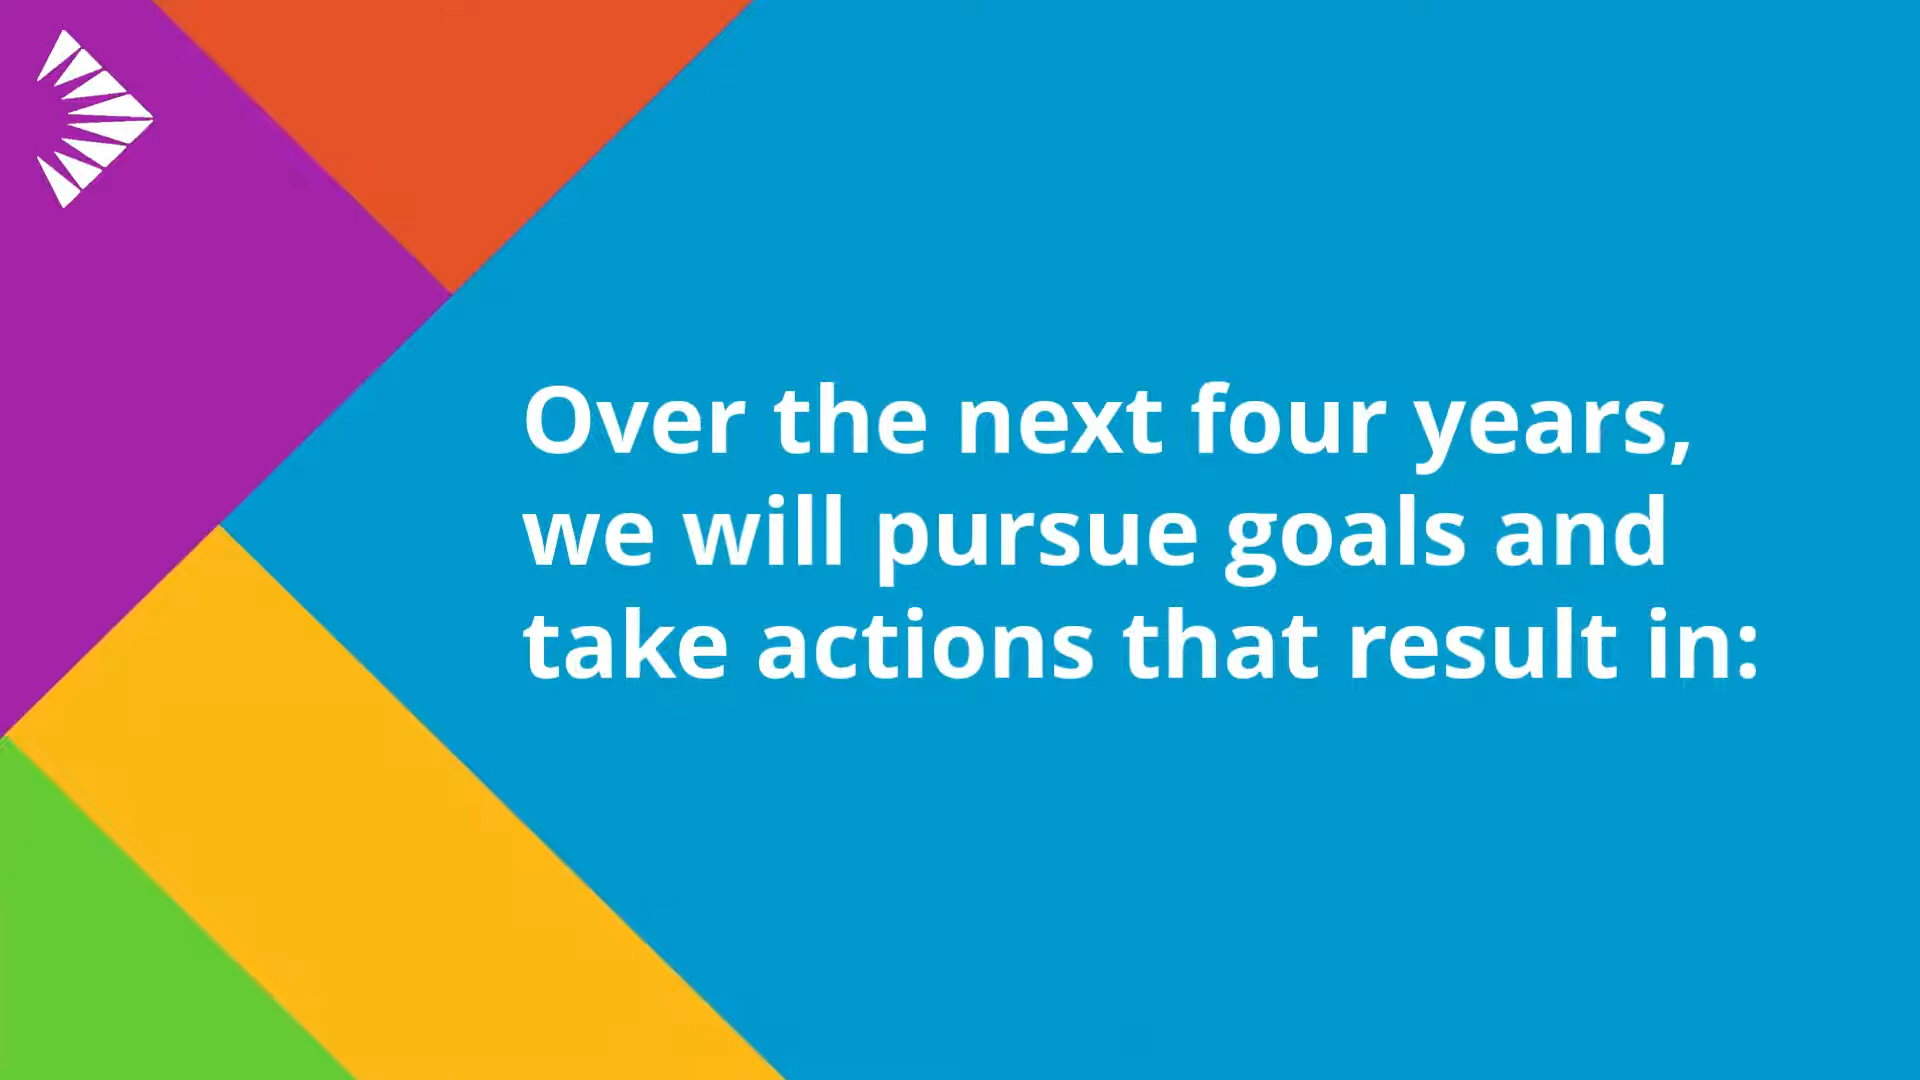 Over the next four years,
we will pursue goals and
take actions that result in: